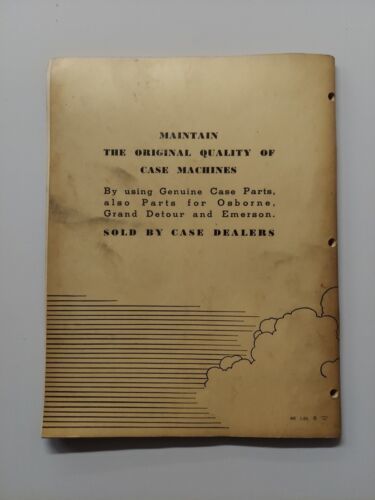 MAINTAIN
THE ORIGINAL QUALITY OF
CASE MACHINES
By using Genuine Case Parts,
also Parts for Osborne,
Grand Detour and Emerson.
SOLD BY CASE DEALERS